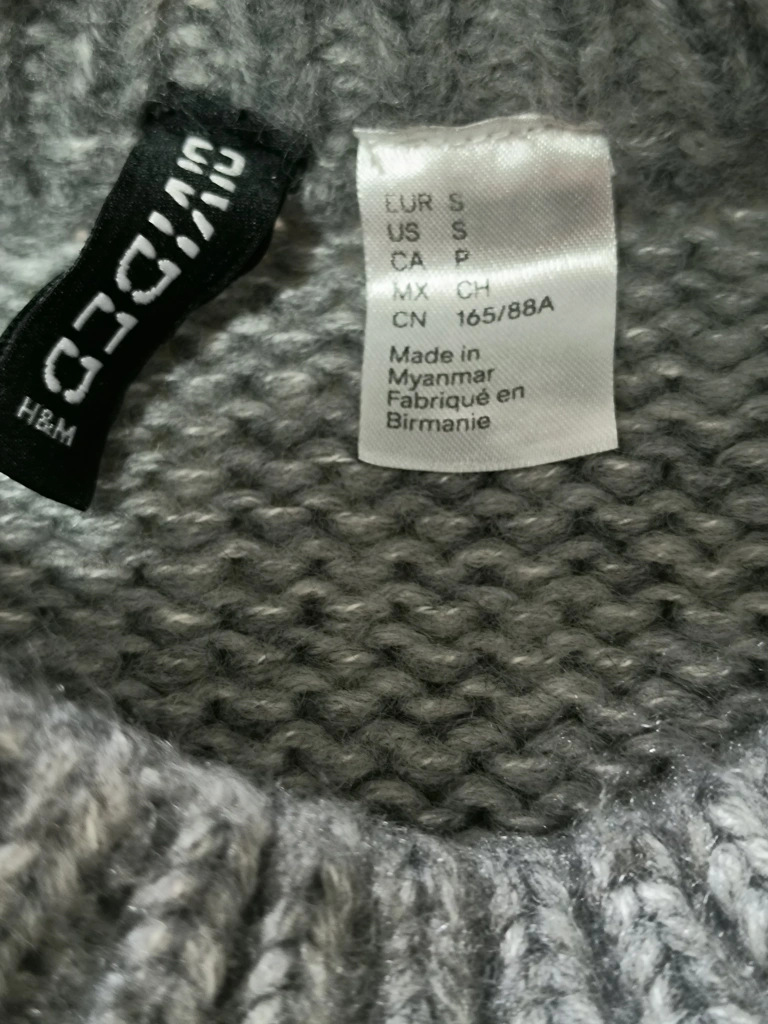 DIVIDED
H&M
EUR S
US S
CA P
MX CH
CN 165/88A
Made in
Myanmar
Fabriqué en
Birmanie